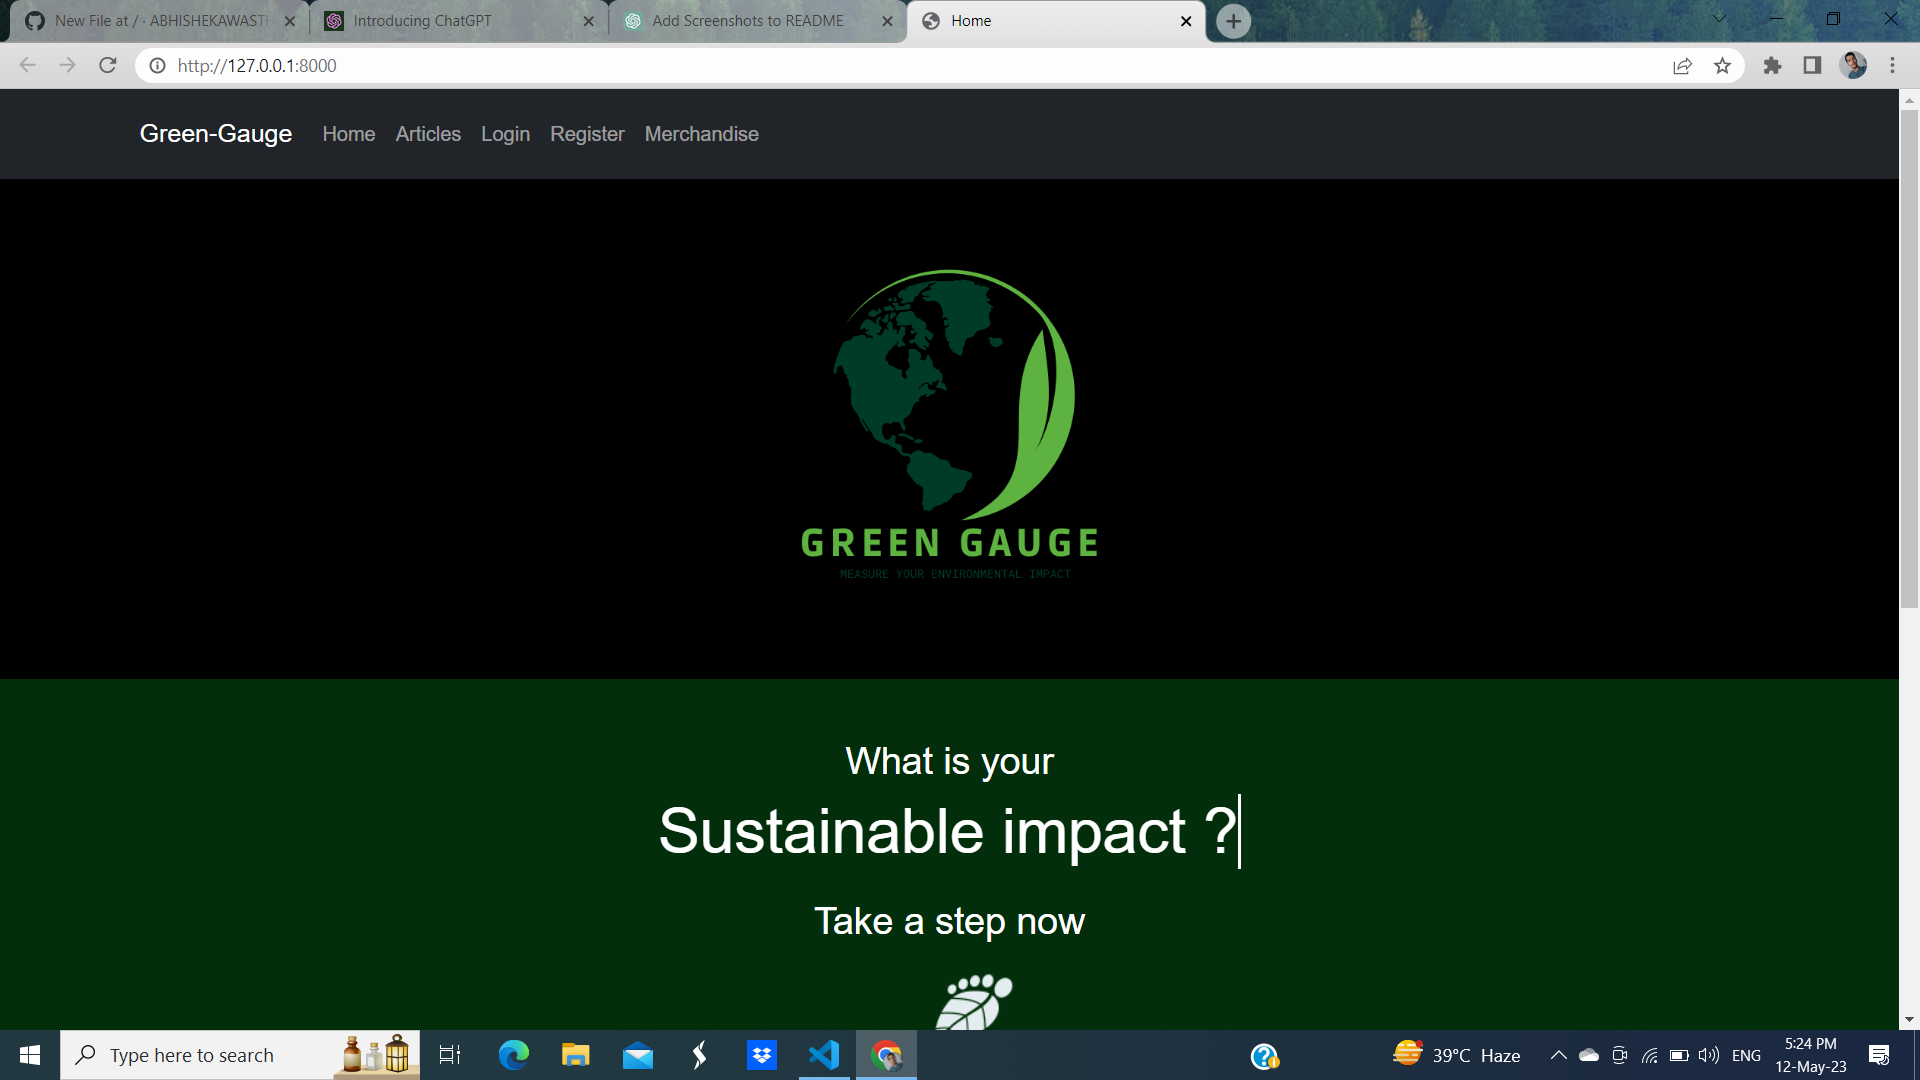 New File at / · ABHISHEKAWASTH
Introducing ChatGPT
Add Screenshots to README
Home
http://127.0.0.1:8000
Green-Gauge
Home
Articles
Login
Register
Merchandise
GREEN GAUGE
MEASURE YOUR ENVIRONMENTAL IMPACT
What is your
Sustainable impact ?
Take a step now
Type here to search
39°C Haze
ENG
5:24 PM
12-May-23